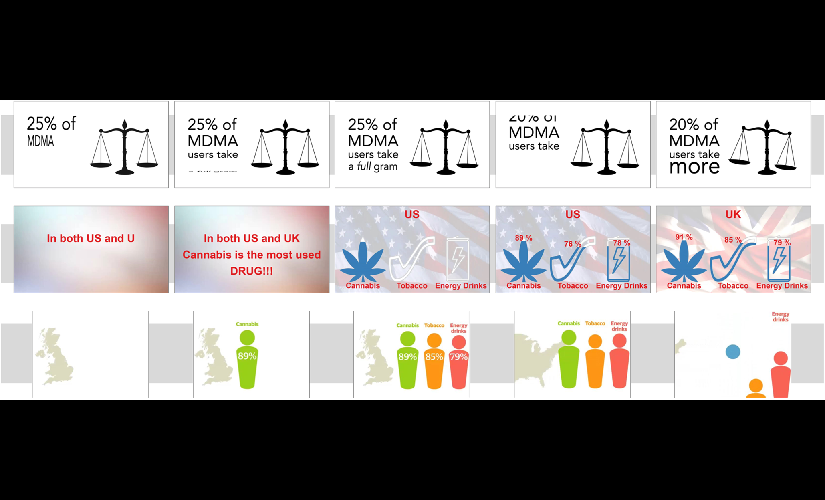 25% of
MDMA
25% of
MDMA
users take
25% of
MDMA
users take
a full gram
20% of
MDMA
users take
20% of
MDMA
users take
more
In both US and U
In both US and UK
Cannabis is the most used
DRUG!!!
US
Cannabis Tobacco Energy Drinks
US
89 % 78 % 78 %
Cannabis Tobacco Energy Drinks
UK
91 % 85 % 79 %
Cannabis Tobacco Energy Drinks
Cannabis
89%
Cannabis Tobacco Energy
drinks
89% 85% 79%
Cannabis Tobacco Energy
drinks
Energy
drinks